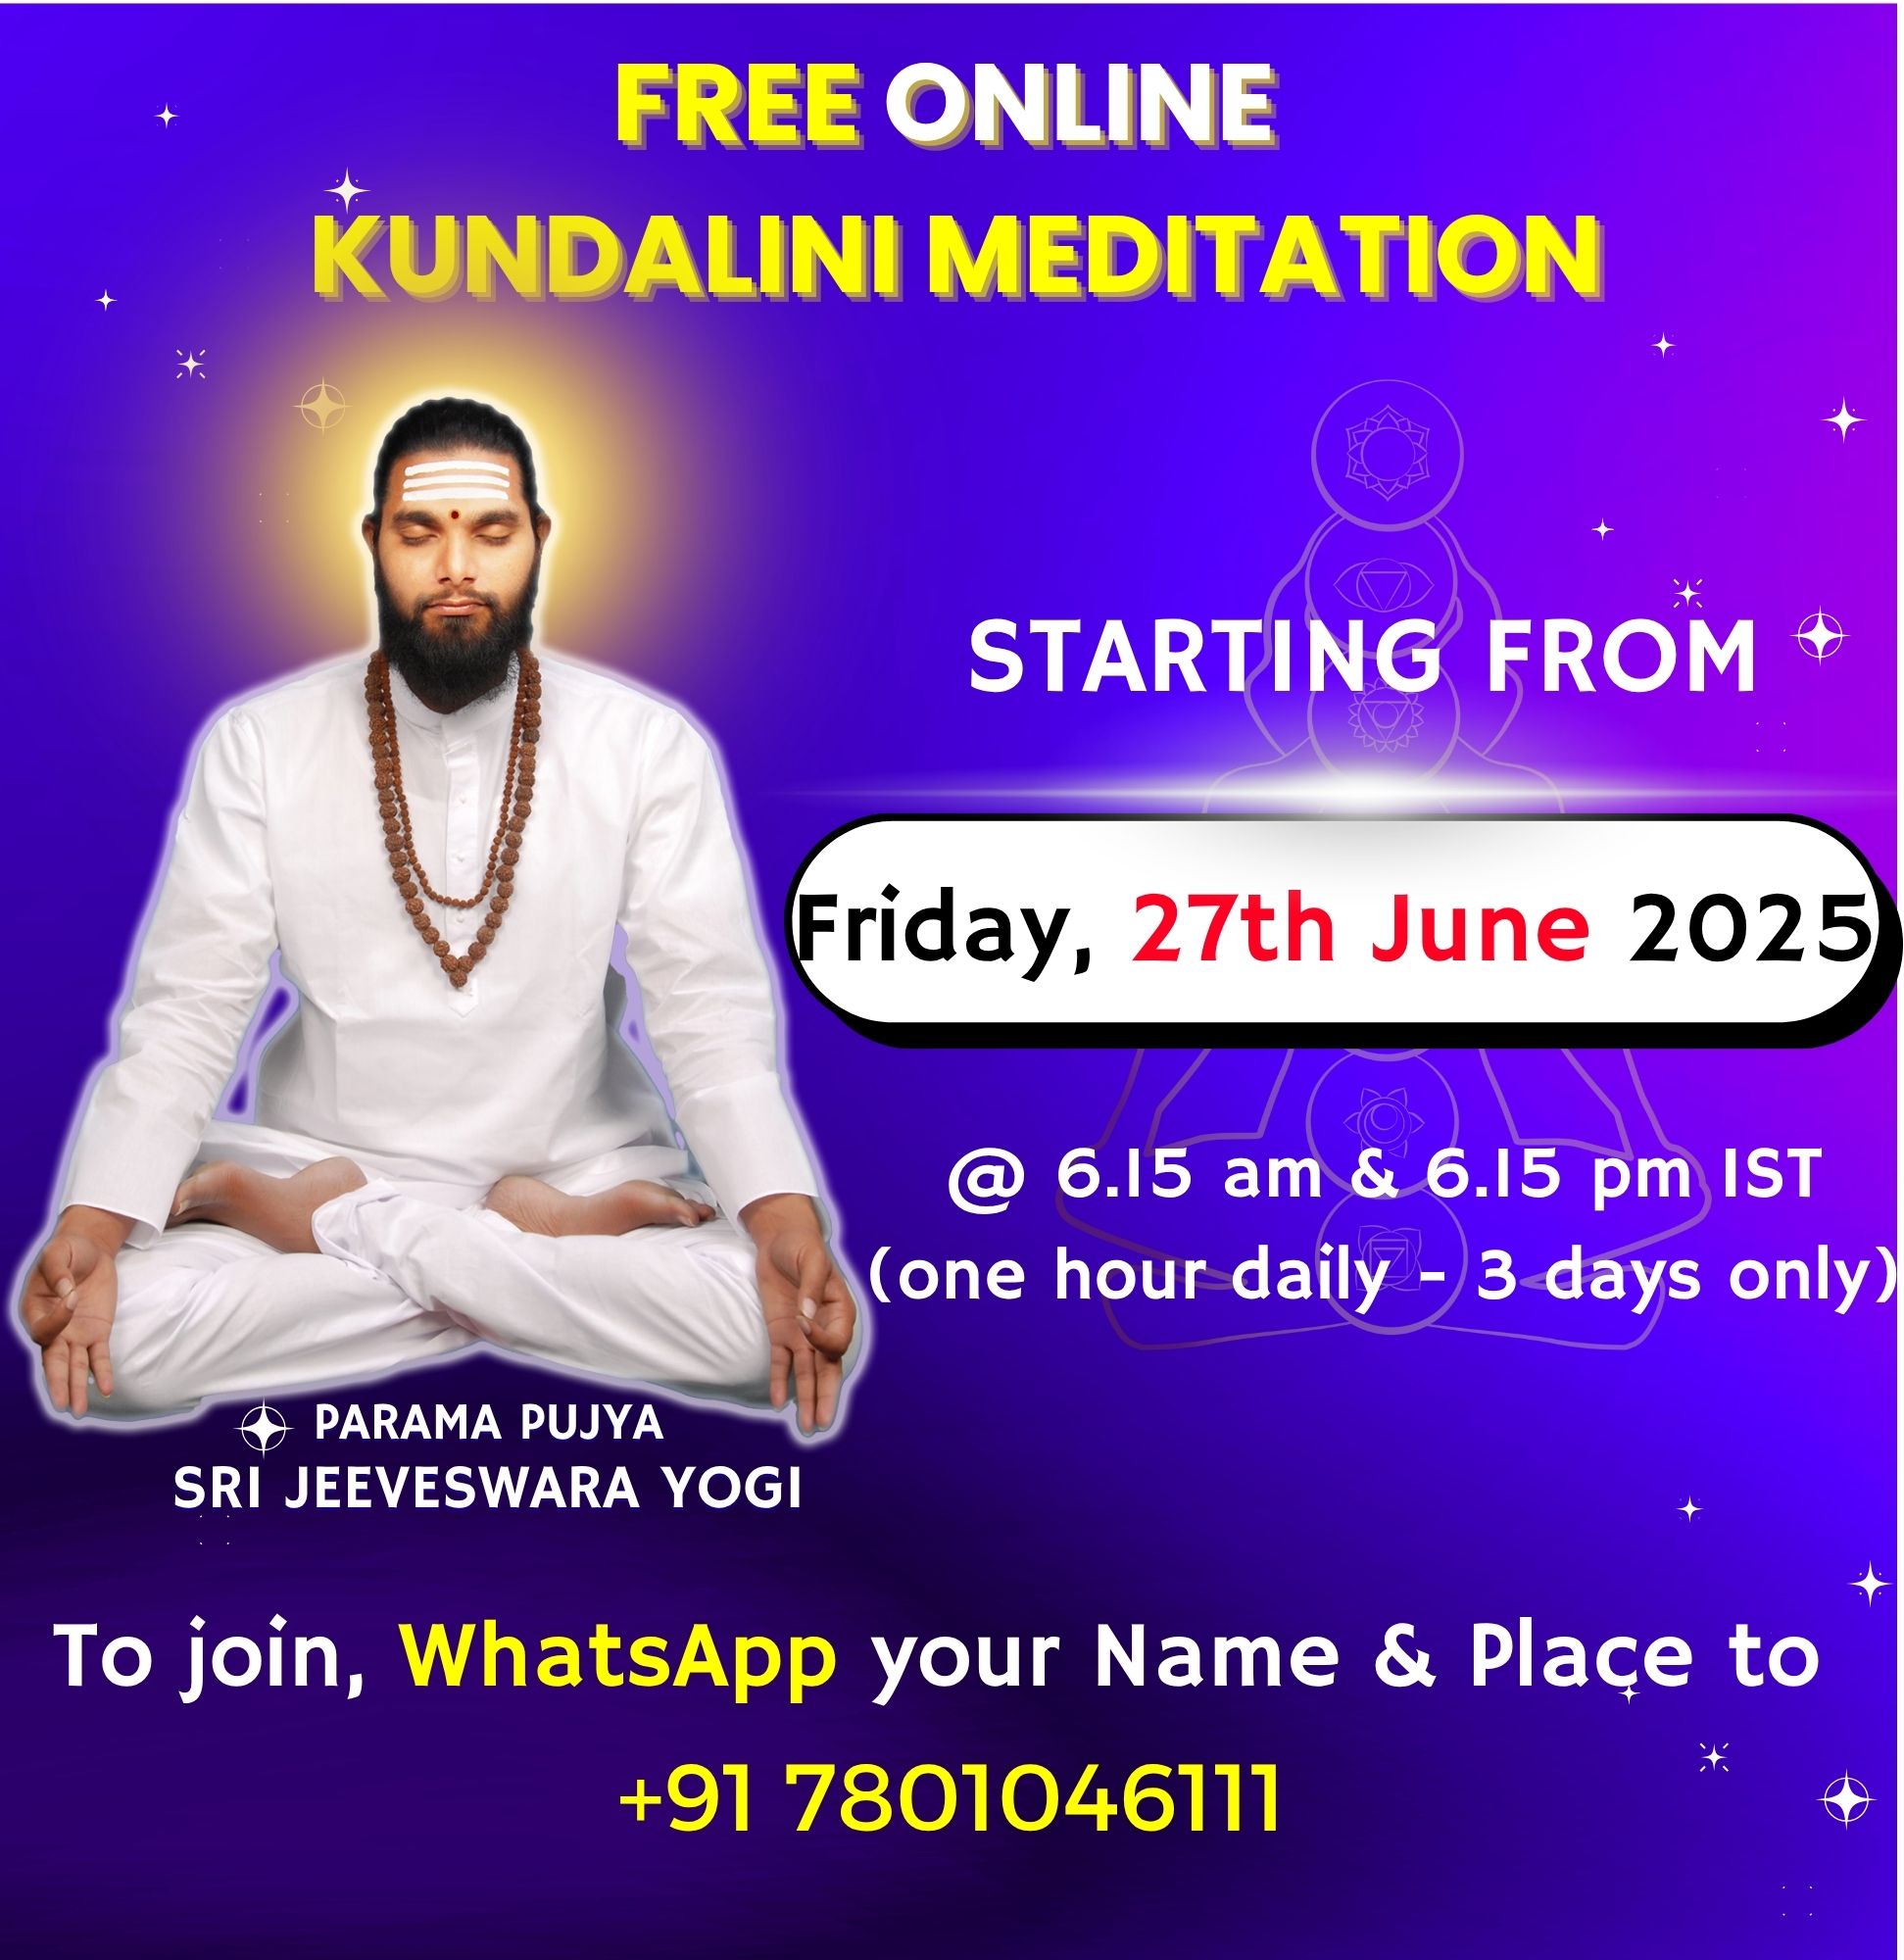 FREE ONLINE
KUNDALINI MEDITATION
STARTING FROM
Friday, 27th June 2025
@ 6.15 am & 6.15 pm IST
(one hour daily - 3 days only)
PARAMA PUJYA
SRI JEEVESWARA YOGI
To join, WhatsApp your Name & Place to
+91 7801046111